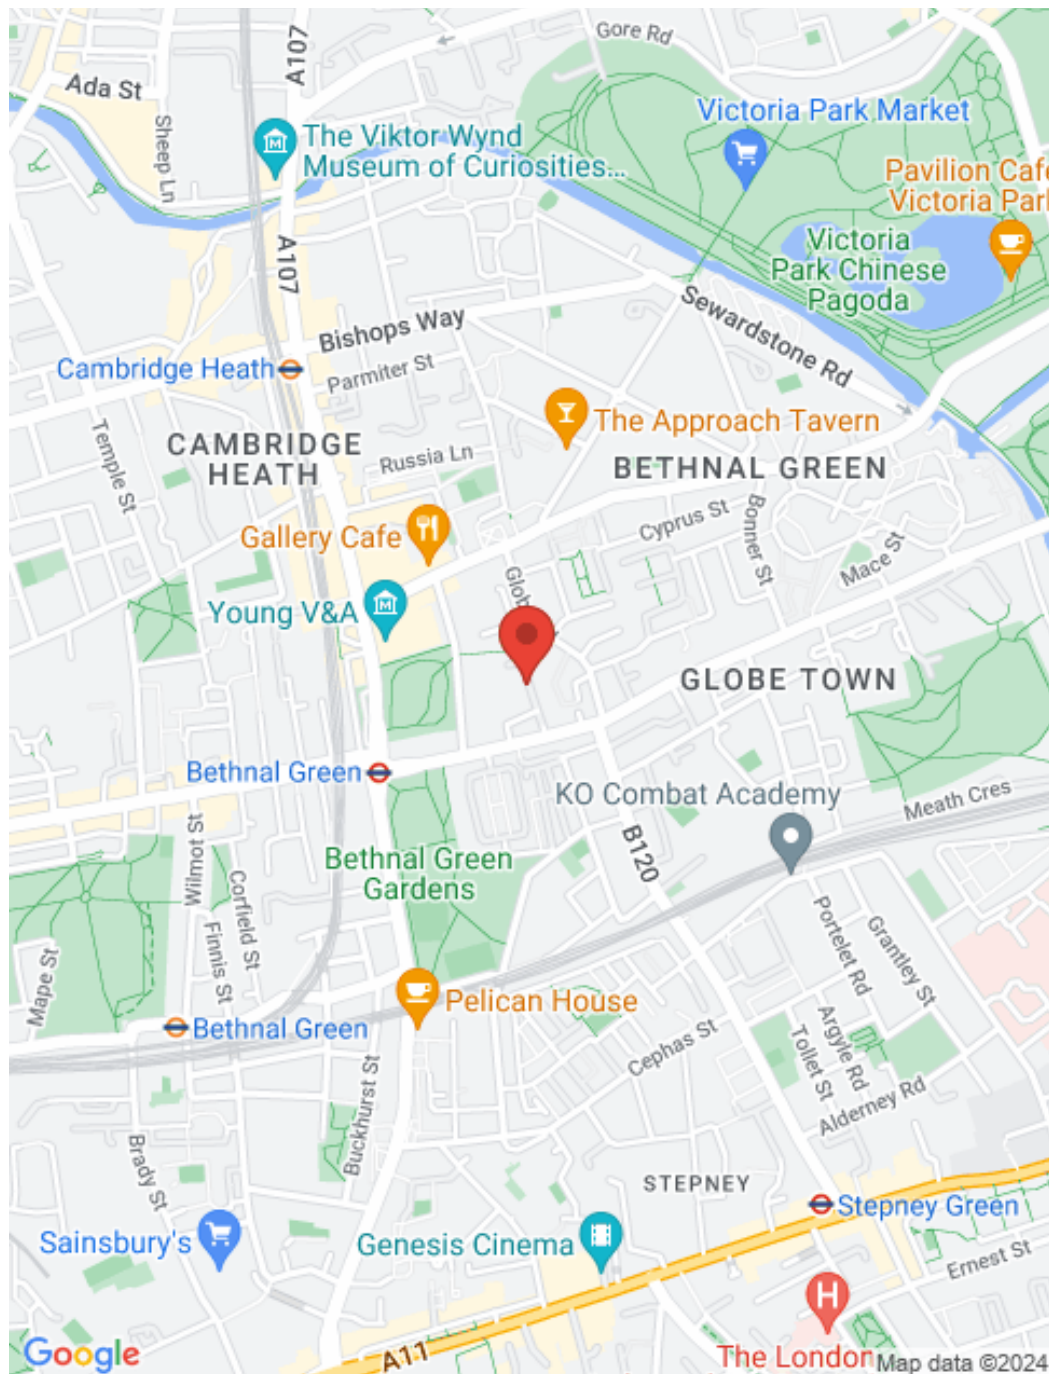 A107
Gore Rd
Ada St
Sheep Ln
The Viktor Wynd
Museum of Curiosities...
Victoria Park Market
Pavilion Cafe
Victoria Park
Victoria
Park Chinese
Pagoda
A107
Bishops Way
Sewardstone Rd
Cambridge Heath
Parmiter St
The Approach Tavern
CAMBRIDGE
HEATH
Temple St
Russia Ln
BETHNAL GREEN
Cyprus St
Bonner St
Gallery Cafe
Mace St
Young V&A
GLOBE TOWN
Bethnal Green
KO Combat Academy
Meath Cres
Wilmot St
B120
Bethnal Green
Gardens
Corfield St
Finnis St
Portelet Rd
Grantley St
Mape St
Pelican House
Bethnal Green
Cephas St
Argyle Rd
Tollet St
Alderney Rd
Buckhurst St
Brady St
STEPNEY
Stepney Green
Sainsbury's
Genesis Cinema
Ernest St
H
A11
Google
The London
Map data ©2024